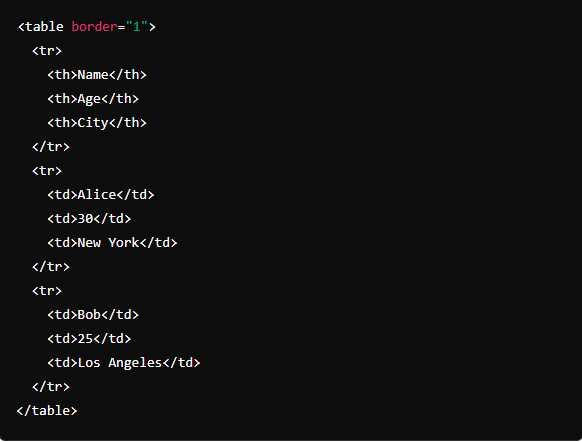 <table border="1">
  <tr>
    <th>Name</th>
    <th>Age</th>
    <th>City</th>
  </tr>
  <tr>
    <td>Alice</td>
    <td>30</td>
    <td>New York</td>
  </tr>
  <tr>
    <td>Bob</td>
    <td>25</td>
    <td>Los Angeles</td>
  </tr>
</table>